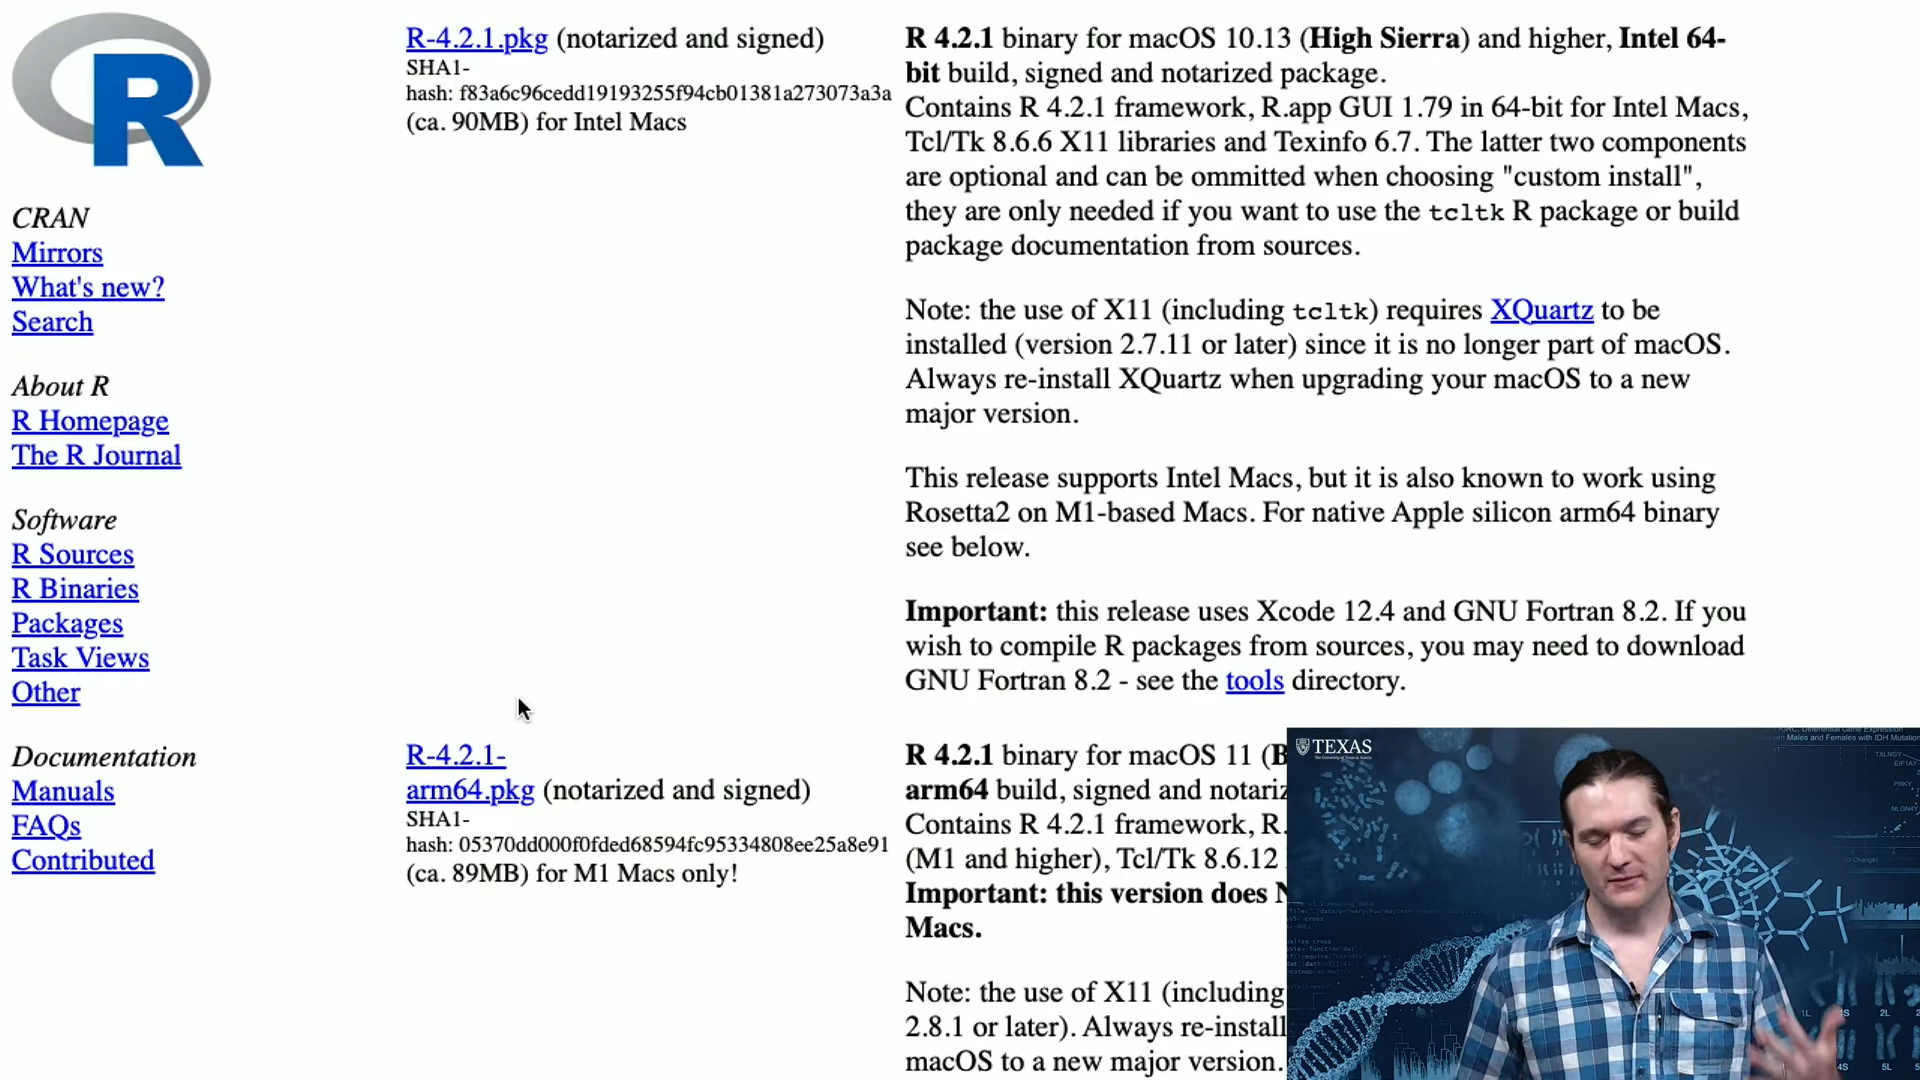 R
CRAN
Mirrors
What's new?
Search
About R
R Homepage
The R Journal
Software
R Sources
R Binaries
Packages
Task Views
Other
Documentation
Manuals
FAQs
Contributed
R-4.2.1.pkg (notarized and signed)
SHA1-
hash: f83a6c96cedd19193255f94cb01381a273073a3a
(ca. 90MB) for Intel Macs
R 4.2.1 binary for macOS 10.13 (High Sierra) and higher, Intel 64-
bit build, signed and notarized package.
Contains R 4.2.1 framework, R.app GUI 1.79 in 64-bit for Intel Macs,
Tcl/Tk 8.6.6 X11 libraries and Texinfo 6.7. The latter two components
are optional and can be ommitted when choosing "custom install",
they are only needed if you want to use the tcltk R package or build
package documentation from sources.
Note: the use of X11 (including tcltk) requires XQuartz to be
installed (version 2.7.11 or later) since it is no longer part of macOS.
Always re-install XQuartz when upgrading your macOS to a new
major version.
This release supports Intel Macs, but it is also known to work using
Rosetta2 on M1-based Macs. For native Apple silicon arm64 binary
see below.
Important: this release uses Xcode 12.4 and GNU Fortran 8.2. If you
wish to compile R packages from sources, you may need to download
GNU Fortran 8.2 - see the tools directory.
R-4.2.1-
arm64.pkg (notarized and signed)
SHA1-
hash: 05370dd000f0fded68594fc95334808ee25a8e91
(ca. 89MB) for M1 Macs only!
R 4.2.1 binary for macOS 11 (B
arm64 build, signed and notariz
Contains R 4.2.1 framework, R.
(M1 and higher), Tcl/Tk 8.6.12
Important: this version does N
Macs.
Note: the use of X11 (including
2.8.1 or later). Always re-install
macOS to a new major version.
TEXAS
The University of Texas at Austin
TXLNGY
EIF1AY
PRKY
NLGN4Y
1L
2L
4S
5L